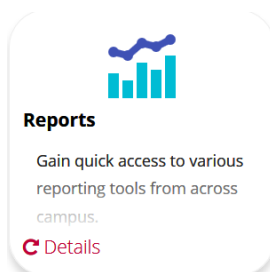 Reports
Gain quick access to various
reporting tools from across
campus.
Details